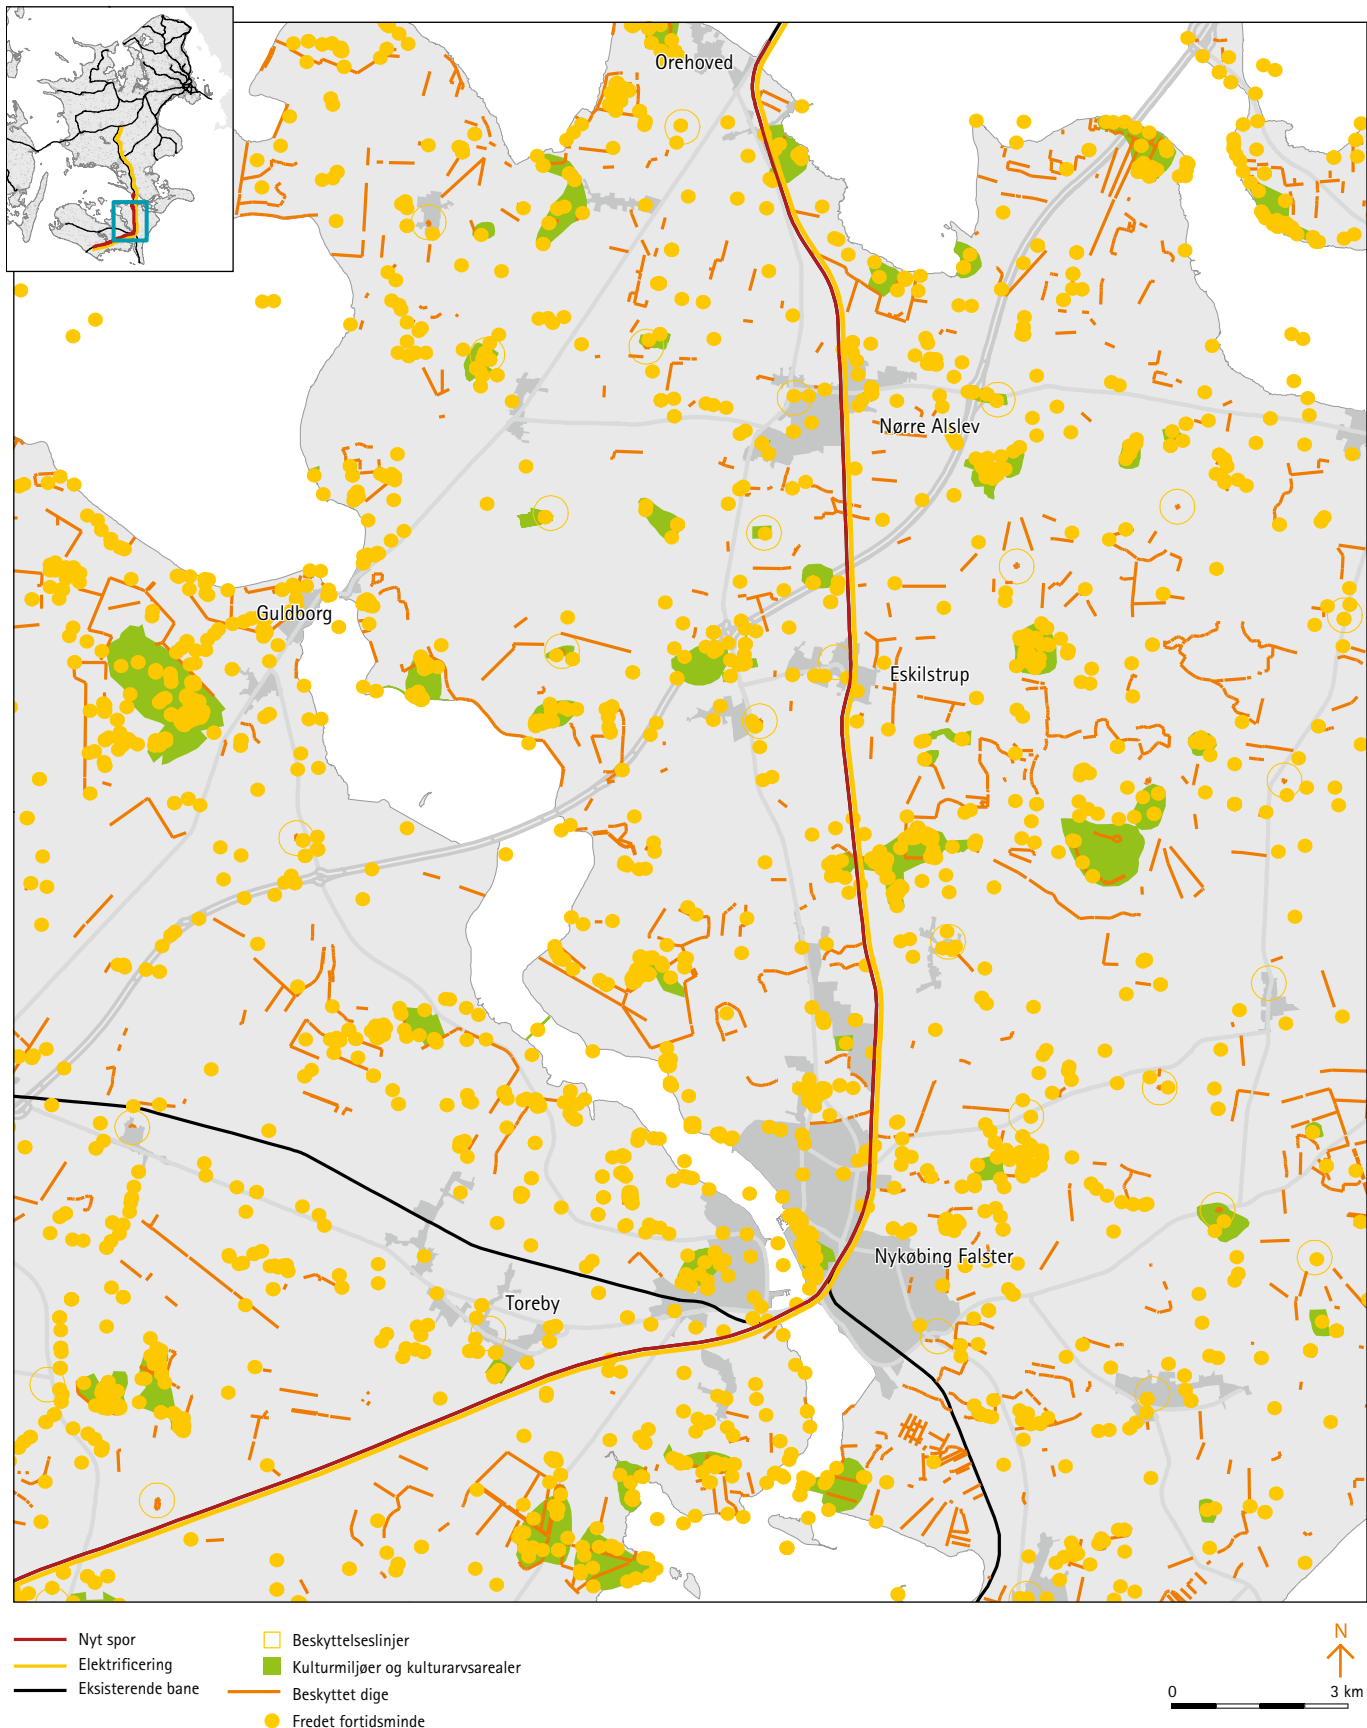 Orehoved
Nørre Alslev
Guldborg
Eskilstrup
Nykøbing Falster
Toreby
Nyt spor
Elektrificering
Eksisterende bane
Beskyttelseslinjer
Kulturmiljøer og kulturarvsarealer
Beskyttet dige
Fredet fortidsminde
N
0 3 km